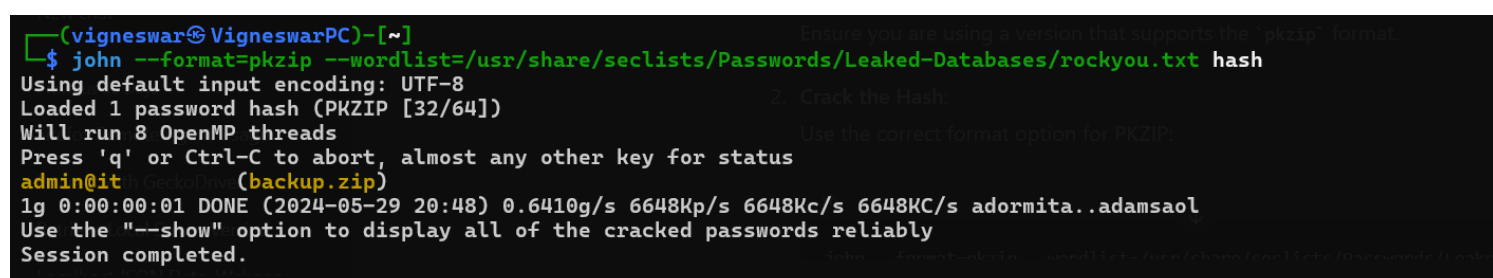 ┌──(vigneswar㉿VigneswarPC)-[~]
└─$ john --format=pkzip --wordlist=/usr/share/seclists/Passwords/Leaked-Databases/rockyou.txt hash
Using default input encoding: UTF-8
Loaded 1 password hash (PKZIP [32/64])
Will run 8 OpenMP threads
Press 'q' or Ctrl-C to abort, almost any other key for status
admin@it         (backup.zip)
1g 0:00:00:01 DONE (2024-05-29 20:48) 0.6410g/s 6648Kp/s 6648Kc/s 6648KC/s adormita..adamsaol
Use the "--show" option to display all of the cracked passwords reliably
Session completed.
Ensure you are using a version that supports the `pkzip` format.
2. Crack the Hash:
Use the correct format option for PKZIP: